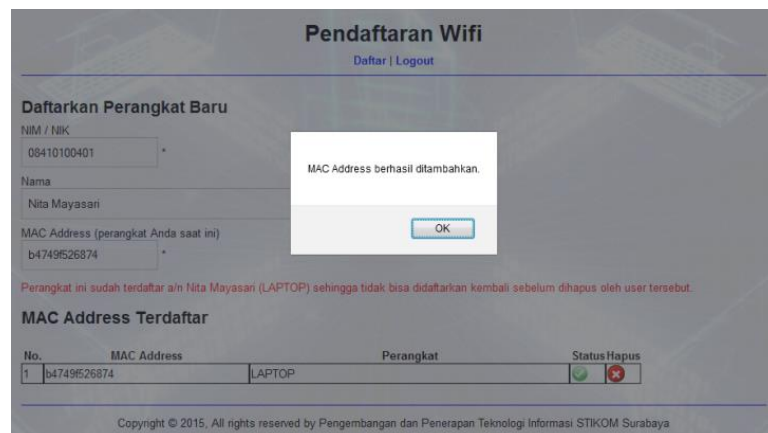 Pendaftaran Wifi
Daftar | Logout
Daftarkan Perangkat Baru
NIM / NIK
08410100401 *
Nama
Nita Mayasari
MAC Address berhasil ditambahkan.
OK
MAC Address (perangkat Anda saat ini)
b4749f526874 *
Perangkat ini sudah terdaftar a/n Nita Mayasari (LAPTOP) sehingga tidak bisa didaftarkan kembali sebelum dihapus oleh user tersebut.
MAC Address Terdaftar
No. MAC Address Perangkat Status Hapus
1 b4749f526874 LAPTOP
Copyright © 2015, All rights reserved by Pengembangan dan Penerapan Teknologi Informasi STIKOM Surabaya